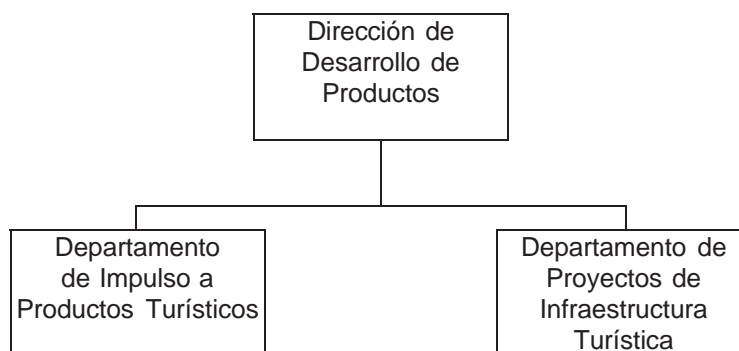 Dirección de
Desarrollo de
Productos
Departamento
de Impulso a
Productos Turísticos
Departamento de
Proyectos de
Infraestructura
Turística